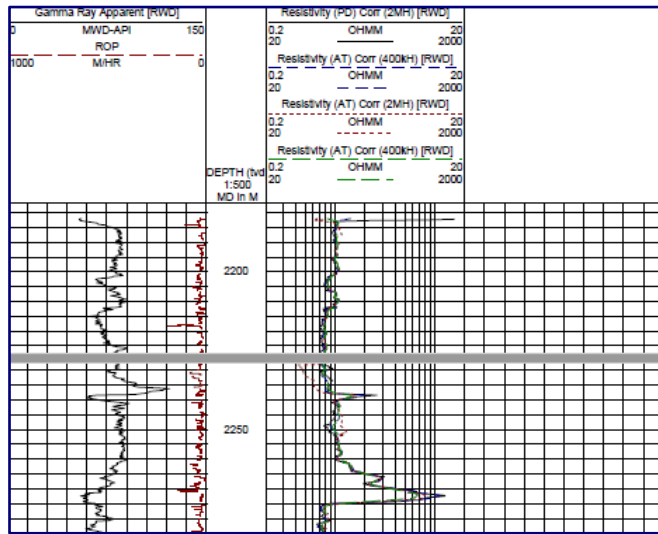 Gamma Ray Apparent [RWD]
0 MWD-API 150
ROP
1000 M/HR 0
DEPTH (tvd
1:500
MD in M
Resistivity (PD) Corr (2MH) [RWD]
0.2 OHMM 20
20 2000
Resistivity (AT) Corr (400kH) [RWD]
0.2 OHMM 20
20 2000
Resistivity (AT) Corr (2MH) [RWD]
0.2 OHMM 20
20 2000
Resistivity (AT) Corr (400kH) [RWD]
0.2 OHMM 20
20 2000
2200
2250